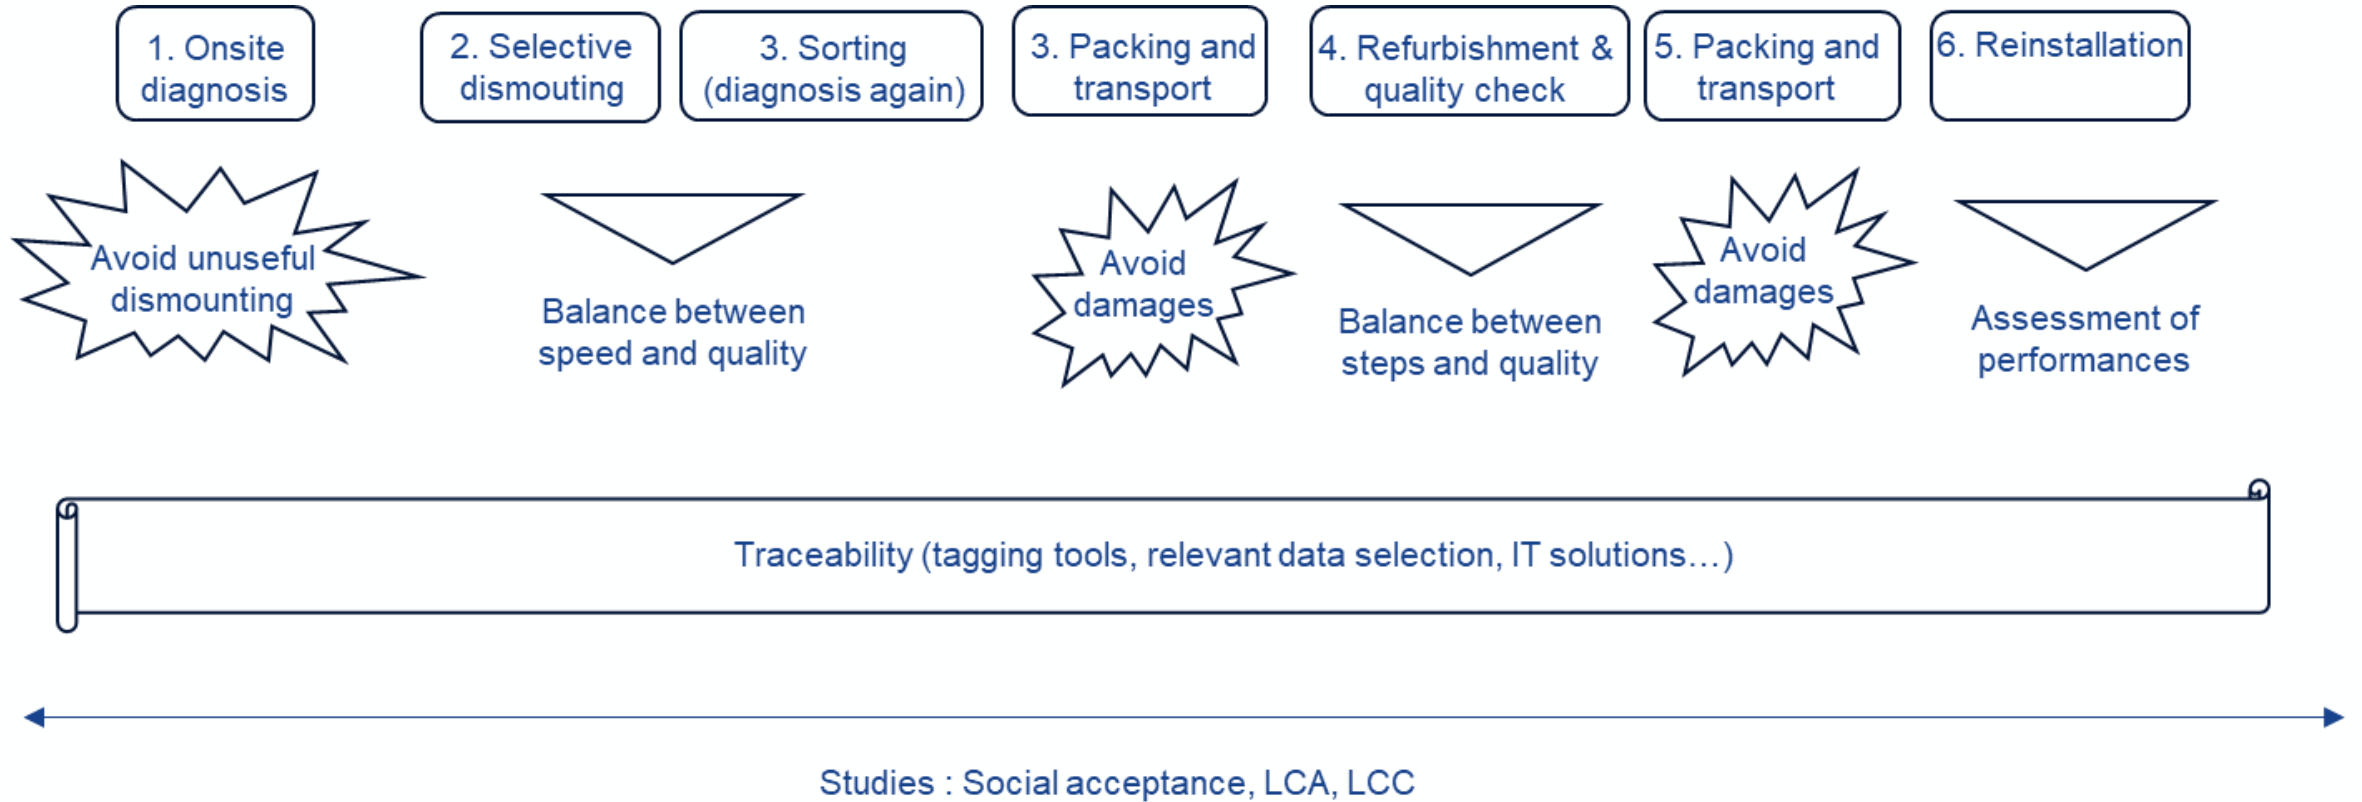 1. Onsite
diagnosis
2. Selective
dismouting
3. Sorting
(diagnosis again)
3. Packing and
transport
4. Refurbishment &
quality check
5. Packing and
transport
6. Reinstallation
Avoid unuseful
dismounting
Balance between
speed and quality
Avoid
damages
Balance between
steps and quality
Avoid
damages
Assessment of
performances
Traceability (tagging tools, relevant data selection, IT solutions…)
Studies : Social acceptance, LCA, LCC